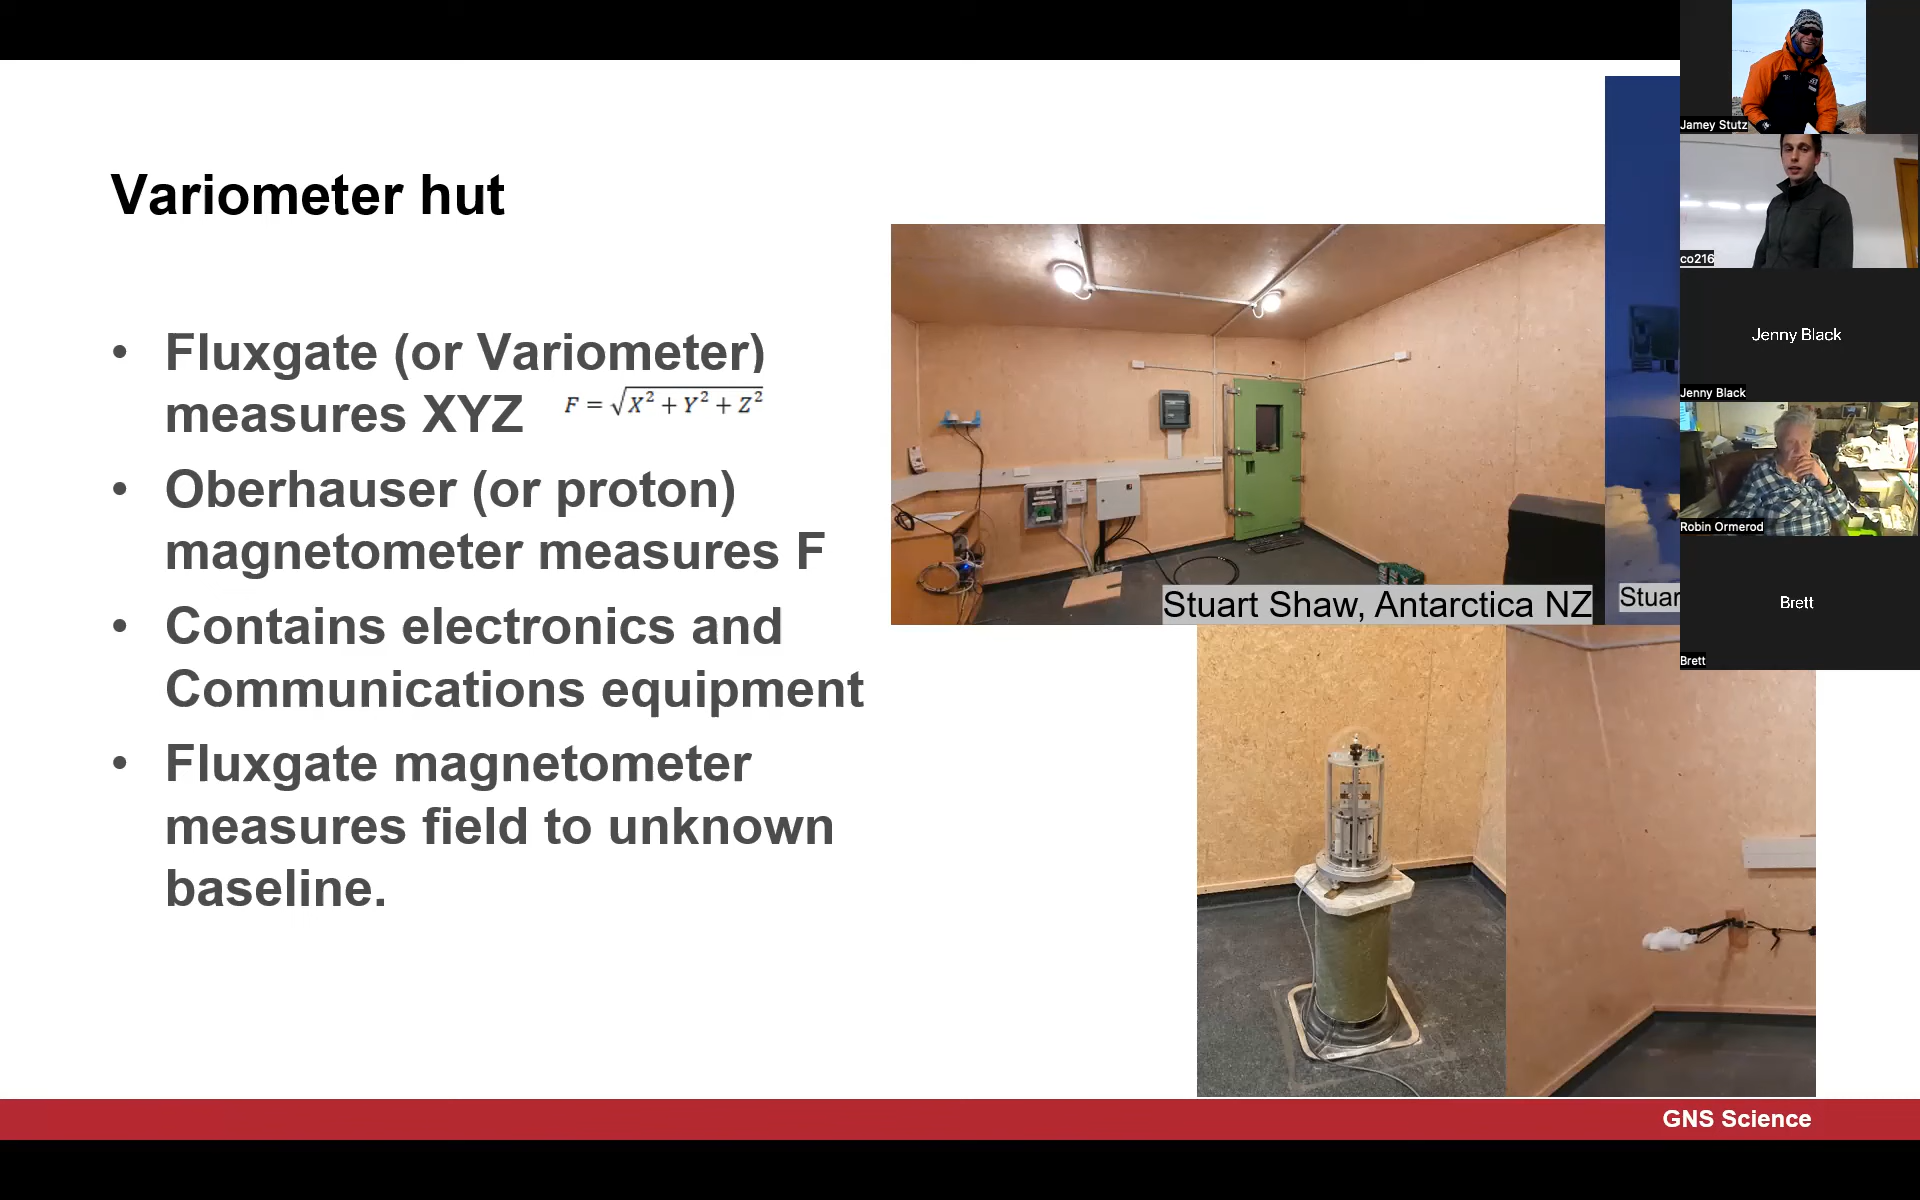 Variometer hut
• Fluxgate (or Variometer)
measures XYZ
F = √X² + Y² + Z²
• Oberhauser (or proton)
magnetometer measures F
• Contains electronics and
Communications equipment
• Fluxgate magnetometer
measures field to unknown
baseline.
Stuart Shaw, Antarctica NZ
Stuar
GNS Science
Jamey Stutz
co216
Jenny Black
Jenny Black
Robin Ormerod
Brett
Brett